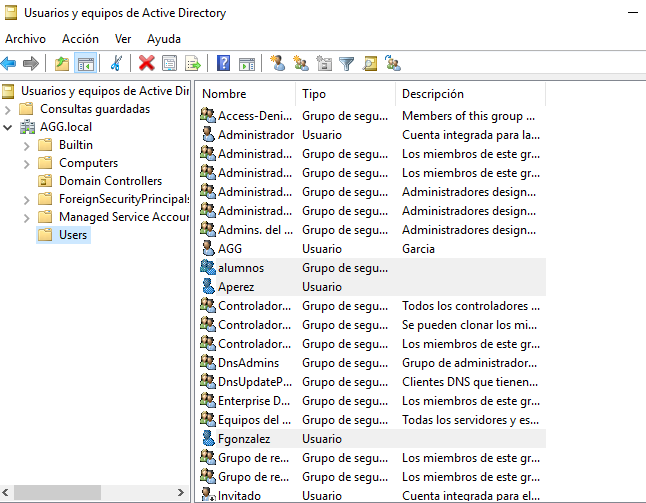 Usuarios y equipos de Active Directory
Archivo Acción Ver Ayuda
Usuarios y equipos de Active Dir
Consultas guardadas
AGG.local
Builtin
Computers
Domain Controllers
ForeignSecurityPrincipals
Managed Service Accour
Users
Nombre Tipo Descripción
Access-Deni... Grupo de segu... Members of this group ...
Administrador Usuario Cuenta integrada para la...
Administrad... Grupo de segu... Los miembros de este gr...
Administrad... Grupo de segu... Los miembros de este gr...
Administrad... Grupo de segu... Administradores design...
Administrad... Grupo de segu... Administradores design...
Admins. del ... Grupo de segu... Administradores design...
AGG Usuario Garcia
alumnos Grupo de segu...
Aperez Usuario
Controlador... Grupo de segu... Todos los controladores ...
Controlador... Grupo de segu... Se pueden clonar los mi...
Controlador... Grupo de segu... Los miembros de este gr...
DnsAdmins Grupo de segu... Grupo de administrador...
DnsUpdateP... Grupo de segu... Clientes DNS que tienen...
Enterprise D... Grupo de segu... Los miembros de este gr...
Equipos del ... Grupo de segu... Todas los servidores y es...
Fgonzalez Usuario
Grupo de re... Grupo de segu... Los miembros de este gr...
Grupo de re... Grupo de segu... Los miembros de este gr...
Invitado Usuario Cuenta integrada para el...